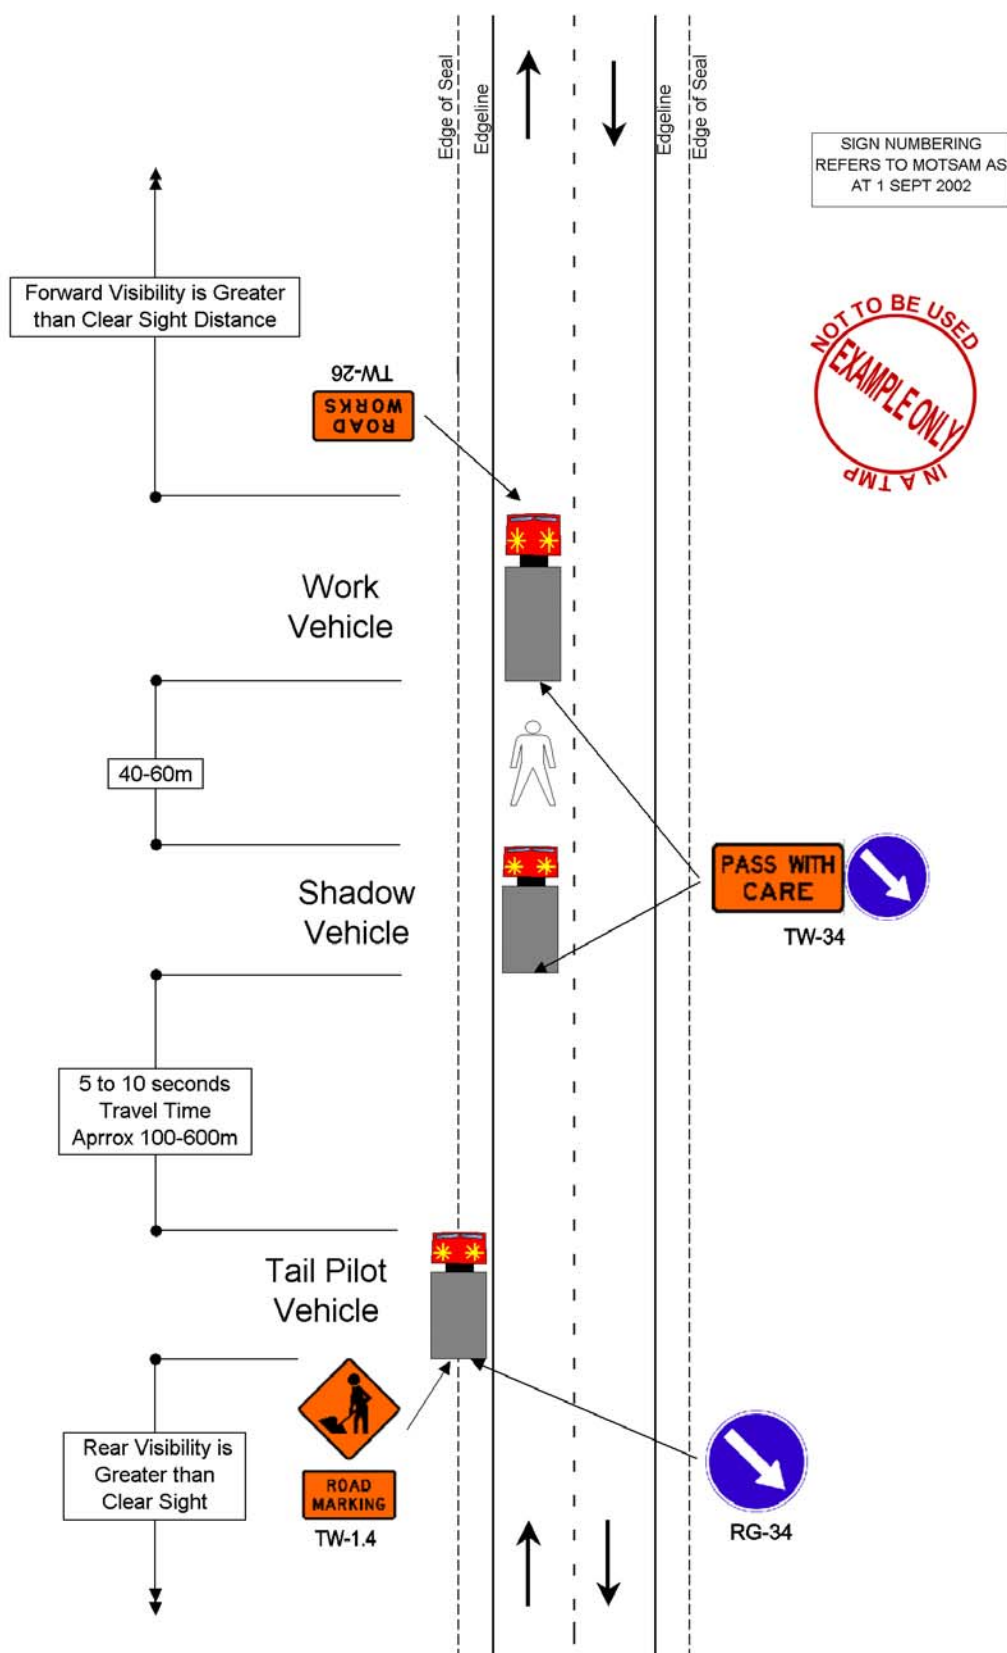 Edge of Seal
Edgeline
Edgeline
Edge of Seal
SIGN NUMBERING
REFERS TO MOTSAM AS
AT 1 SEPT 2002
Forward Visibility is Greater
than Clear Sight Distance
NOT TO BE USED
EXAMPLE ONLY
IN A TMP
TW-26
ROAD
WORKS
Work
Vehicle
40-60m
Shadow
Vehicle
PASS WITH
CARE
TW-34
5 to 10 seconds
Travel Time
Aprrox 100-600m
Tail Pilot
Vehicle
Rear Visibility is
Greater than
Clear Sight
ROAD
MARKING
TW-1.4
RG-34